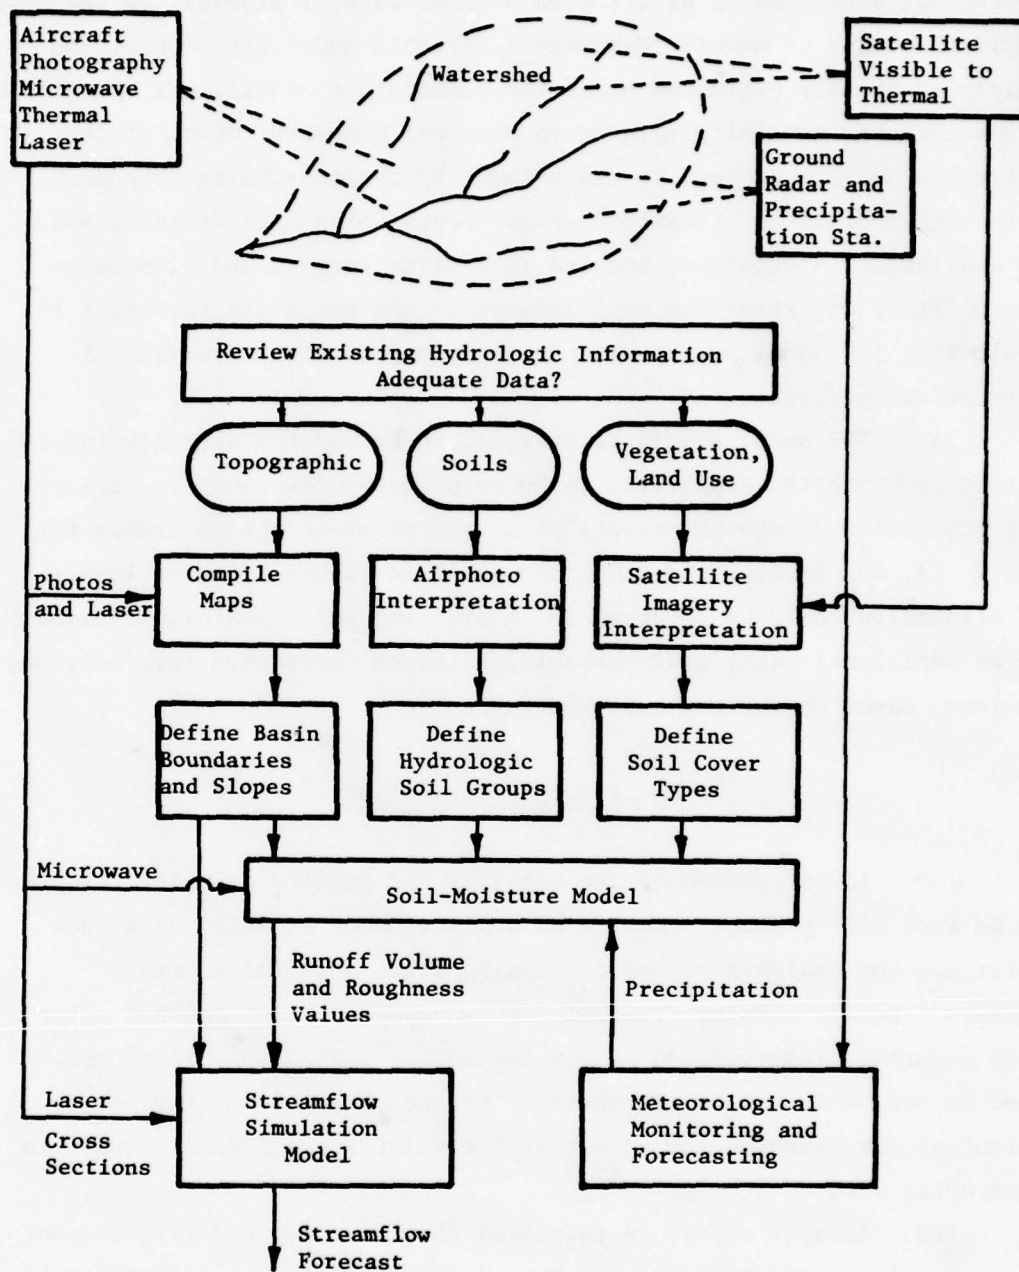 Aircraft
Photography
Microwave
Thermal
Laser
Watershed
Satellite
Visible to
Thermal
Ground
Radar and
Precipita-
tion Sta.
Review Existing Hydrologic Information
Adequate Data?
Topographic
Soils
Vegetation,
Land Use
Photos
and Laser
Compile
Maps
Airphoto
Interpretation
Satellite
Imagery
Interpretation
Define Basin
Boundaries
and Slopes
Define
Hydrologic
Soil Groups
Define
Soil Cover
Types
Microwave
Soil-Moisture Model
Runoff Volume
and Roughness
Values
Precipitation
Laser
Cross
Sections
Streamflow
Simulation
Model
Meteorological
Monitoring and
Forecasting
Streamflow
Forecast